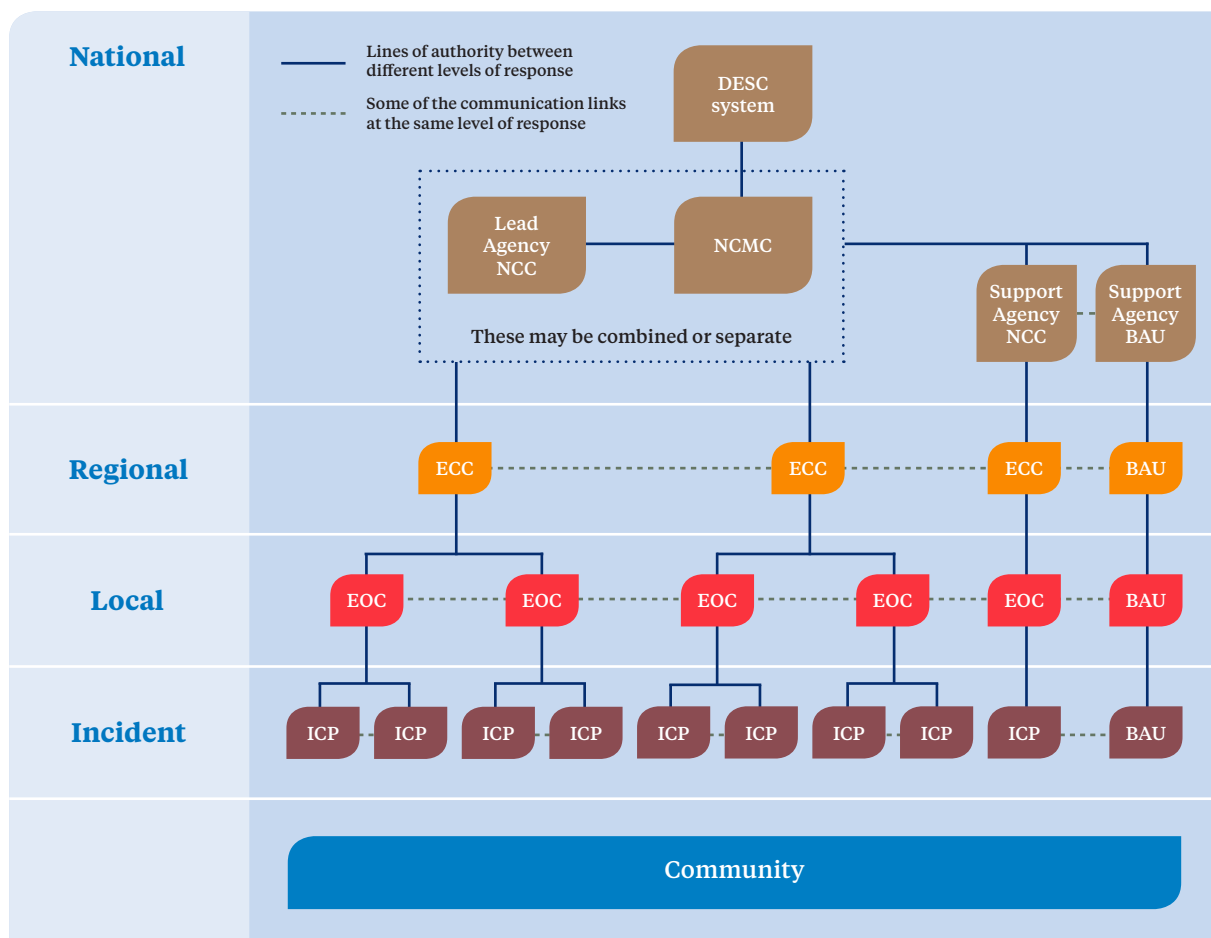 National
Lines of authority between
different levels of response
Some of the communication links
at the same level of response
DESC
system
Lead
Agency
NCC
NCMC
These may be combined or separate
Support
Agency
NCC
Support
Agency
BAU
Regional
ECC
ECC
ECC
BAU
Local
EOC
EOC
EOC
EOC
EOC
BAU
Incident
ICP
ICP
ICP
ICP
ICP
ICP
ICP
ICP
ICP
BAU
Community